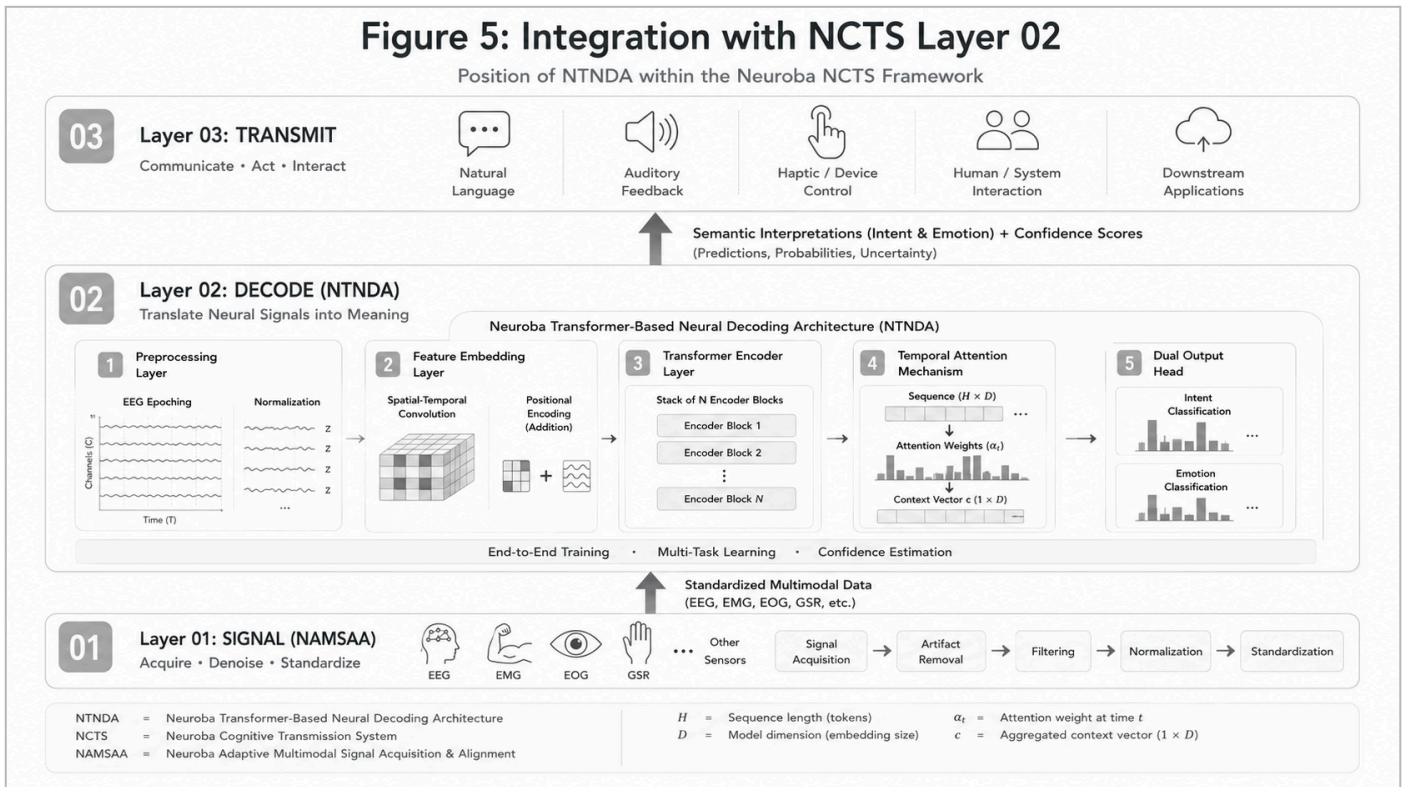 Figure 5: Integration with NCTS Layer 02
Position of NTNDA within the Neuroba NCTS Framework
03
Layer 03: TRANSMIT
Communicate • Act • Interact
Natural
Language
Auditory
Feedback
Haptic / Device
Control
Human / System
Interaction
Downstream
Applications
Semantic Interpretations (Intent & Emotion) + Confidence Scores
(Predictions, Probabilities, Uncertainty)
02
Layer 02: DECODE (NTNDA)
Translate Neural Signals into Meaning
Neuroba Transformer-Based Neural Decoding Architecture (NTNDA)
1
Preprocessing
Layer
EEG Epoching
Normalization
Channels (C)
Time (T)
z
z
z
z
...
2
Feature Embedding
Layer
Spatial-Temporal
Convolution
Positional
Encoding
(Addition)
+
3
Transformer Encoder
Layer
Stack of N Encoder Blocks
Encoder Block 1
Encoder Block 2
⋮
Encoder Block N
4
Temporal Attention
Mechanism
Sequence (H × D)
...
Attention Weights (αₜ)
Context Vector c (1 × D)
5
Dual Output
Head
Intent
Classification
...
Emotion
Classification
...
End-to-End Training • Multi-Task Learning • Confidence Estimation
Standardized Multimodal Data
(EEG, EMG, EOG, GSR, etc.)
01
Layer 01: SIGNAL (NAMSAA)
Acquire • Denoise • Standardize
EEG
EMG
EOG
GSR
...
Other
Sensors
Signal
Acquisition
Artifact
Removal
Filtering
Normalization
Standardization
NTNDA = Neuroba Transformer-Based Neural Decoding Architecture
NCTS = Neuroba Cognitive Transmission System
NAMSAA = Neuroba Adaptive Multimodal Signal Acquisition & Alignment
H = Sequence length (tokens)
D = Model dimension (embedding size)
αₜ = Attention weight at time t
c = Aggregated context vector (1 × D)